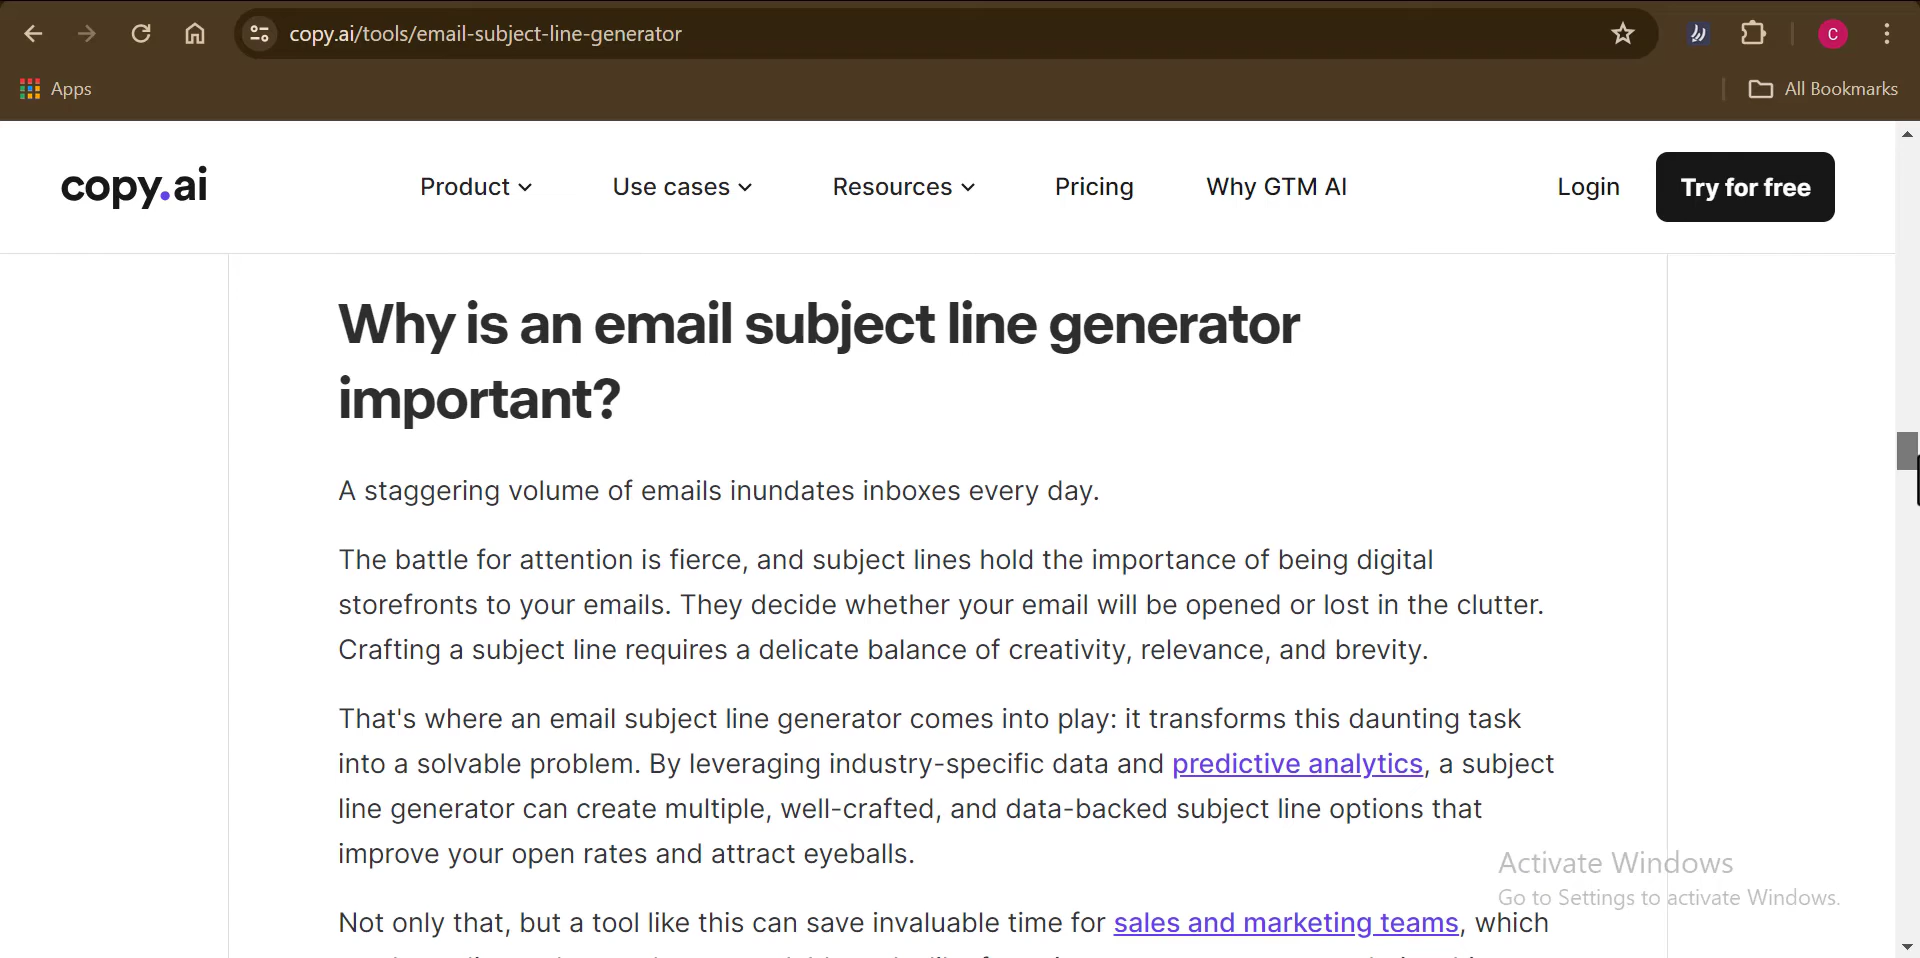 copy.ai/tools/email-subject-line-generator
C
Apps
All Bookmarks
copy.ai
Product
Use cases
Resources
Pricing
Why GTM AI
Login
Try for free
Why is an email subject line generator
important?
A staggering volume of emails inundates inboxes every day.
The battle for attention is fierce, and subject lines hold the importance of being digital
storefronts to your emails. They decide whether your email will be opened or lost in the clutter.
Crafting a subject line requires a delicate balance of creativity, relevance, and brevity.
That's where an email subject line generator comes into play: it transforms this daunting task
into a solvable problem. By leveraging industry-specific data and predictive analytics, a subject
line generator can create multiple, well-crafted, and data-backed subject line options that
improve your open rates and attract eyeballs.
Activate Windows
Go to Settings to activate Windows.
Not only that, but a tool like this can save invaluable time for sales and marketing teams, which